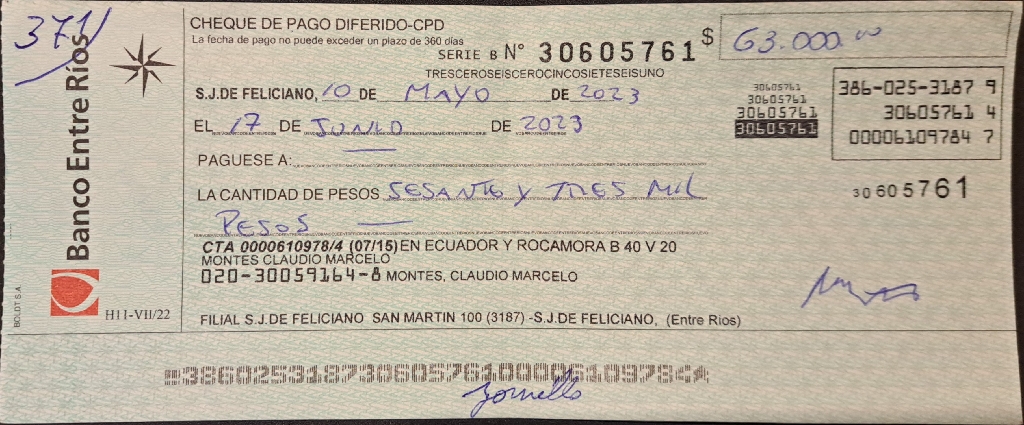 371/
Banco Entre Ríos
BOLDT S.A.
H11-VII/22
CHEQUE DE PAGO DIFERIDO-CPD
La fecha de pago no puede exceder un plazo de 360 días
SERIE B N° 30605761
TRESCEROSEISCEROCINCOSIETESEISUNO
$ 63.000.00
S.J.DE FELICIANO, 10 DE MAYO DE 2023
EL 17 DE JUNIO DE 2023
30605761
30605761
30605761
30605761
386-025-3187 9
30605761 4
00006109784 7
PAGUESE A:
LA CANTIDAD DE PESOS SESANTE Y TRES MIL
PESOS
30605761
CTA 0000610978/4 (07/15) EN ECUADOR Y ROCAMORA B 40 V 20
MONTES CLAUDIO MARCELO
020-30059164-8 MONTES, CLAUDIO MARCELO
FILIAL S.J.DE FELICIANO SAN MARTIN 100 (3187) -S.J.DE FELICIANO, (Entre Rios)
38602531873060576100006109784